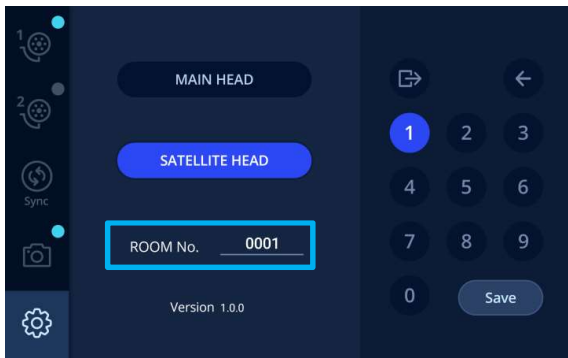 1
2
Sync
MAIN HEAD
SATELLITE HEAD
ROOM No. 0001
Version 1.0.0
1 2 3
4 5 6
7 8 9
0 Save